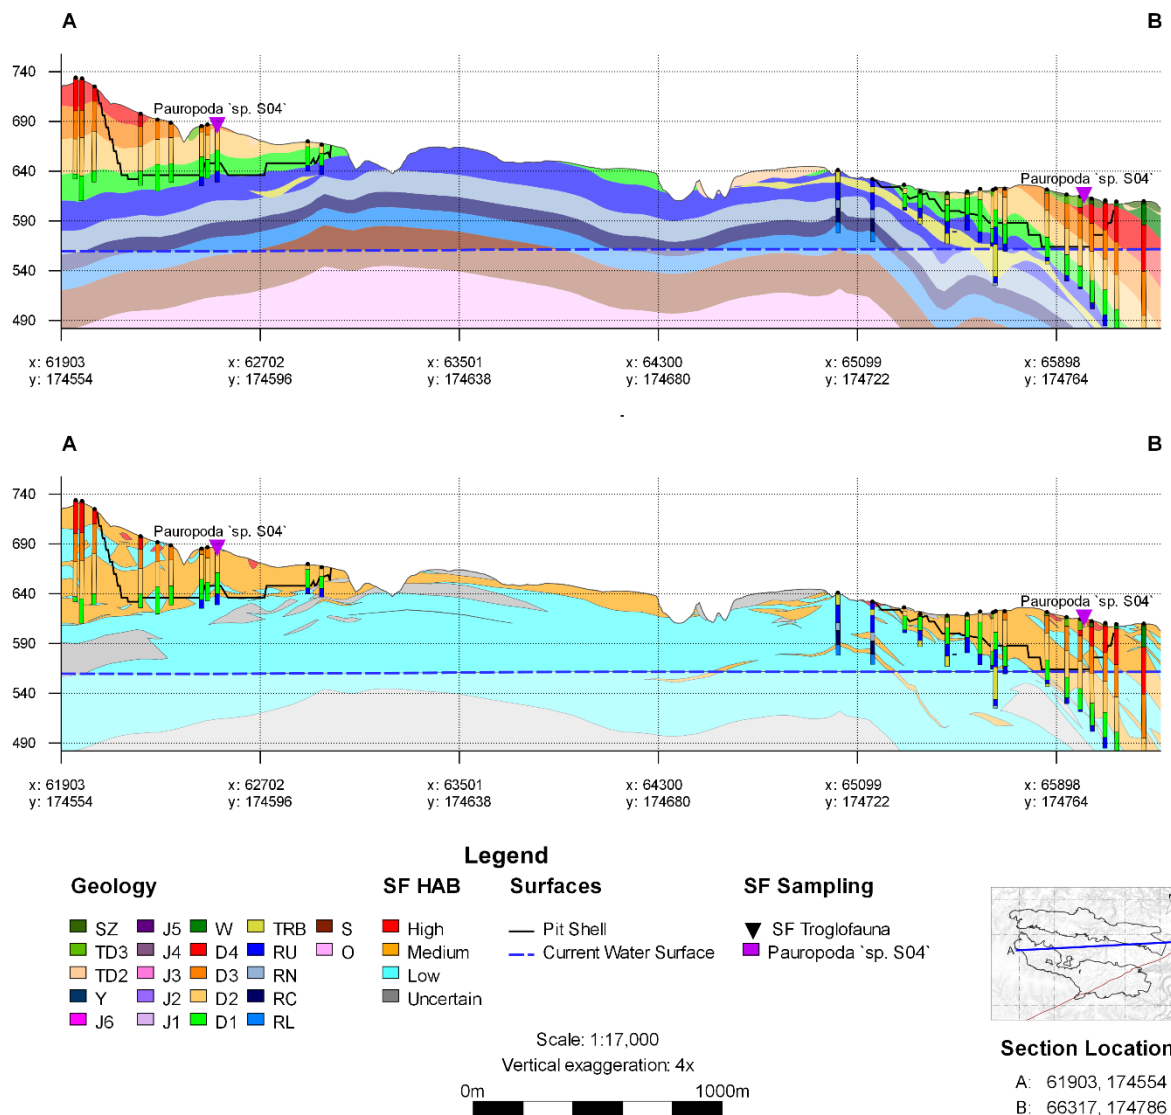 A B
740
Pauropoda `sp. S04`
690
640
Pauropoda `sp. S04`
590
540
490
x: 61903 x: 62702 x: 63501 x: 64300 x: 65099 x: 65898
y: 174554 y: 174596 y: 174638 y: 174680 y: 174722 y: 174764
-
A B
740
Pauropoda `sp. S04`
690
640
Pauropoda `sp. S04`
590
540
490
x: 61903 x: 62702 x: 63501 x: 64300 x: 65099 x: 65898
y: 174554 y: 174596 y: 174638 y: 174680 y: 174722 y: 174764
Legend
Geology SF HAB Surfaces SF Sampling
SZ J5 W TRB S High Pit Shell SF Troglofauna
TD3 J4 D4 RU O Medium Current Water Surface Pauropoda `sp. S04`
TD2 J3 D3 RN Low
Y J2 D2 RC Uncertain
J6 J1 D1 RL
A
Scale: 1:17,000
Vertical exaggeration: 4x
0m 1000m
Section Location
A: 61903, 174554
B: 66317, 174786